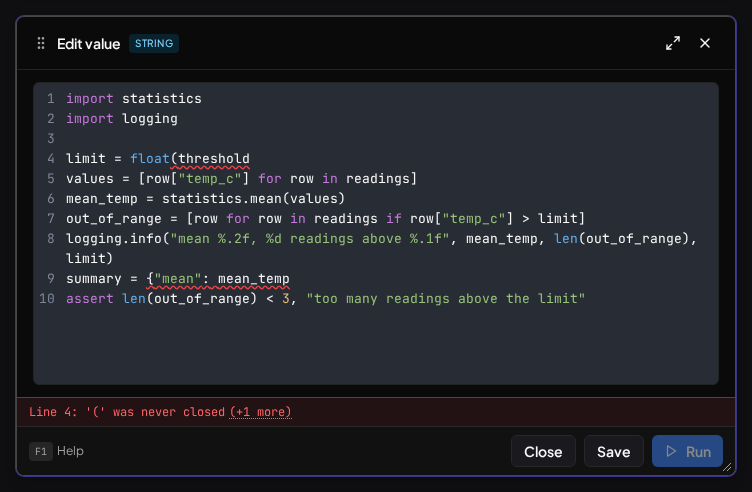 Edit value STRING
1 import statistics
2 import logging
3
4 limit = float(threshold
5 values = [row["temp_c"] for row in readings]
6 mean_temp = statistics.mean(values)
7 out_of_range = [row for row in readings if row["temp_c"] > limit]
8 logging.info("mean %.2f, %d readings above %.1f", mean_temp, len(out_of_range),
limit)
9 summary = {"mean": mean_temp
10 assert len(out_of_range) < 3, "too many readings above the limit"
Line 4: '(' was never closed (+1 more)
F1 Help Close Save Run